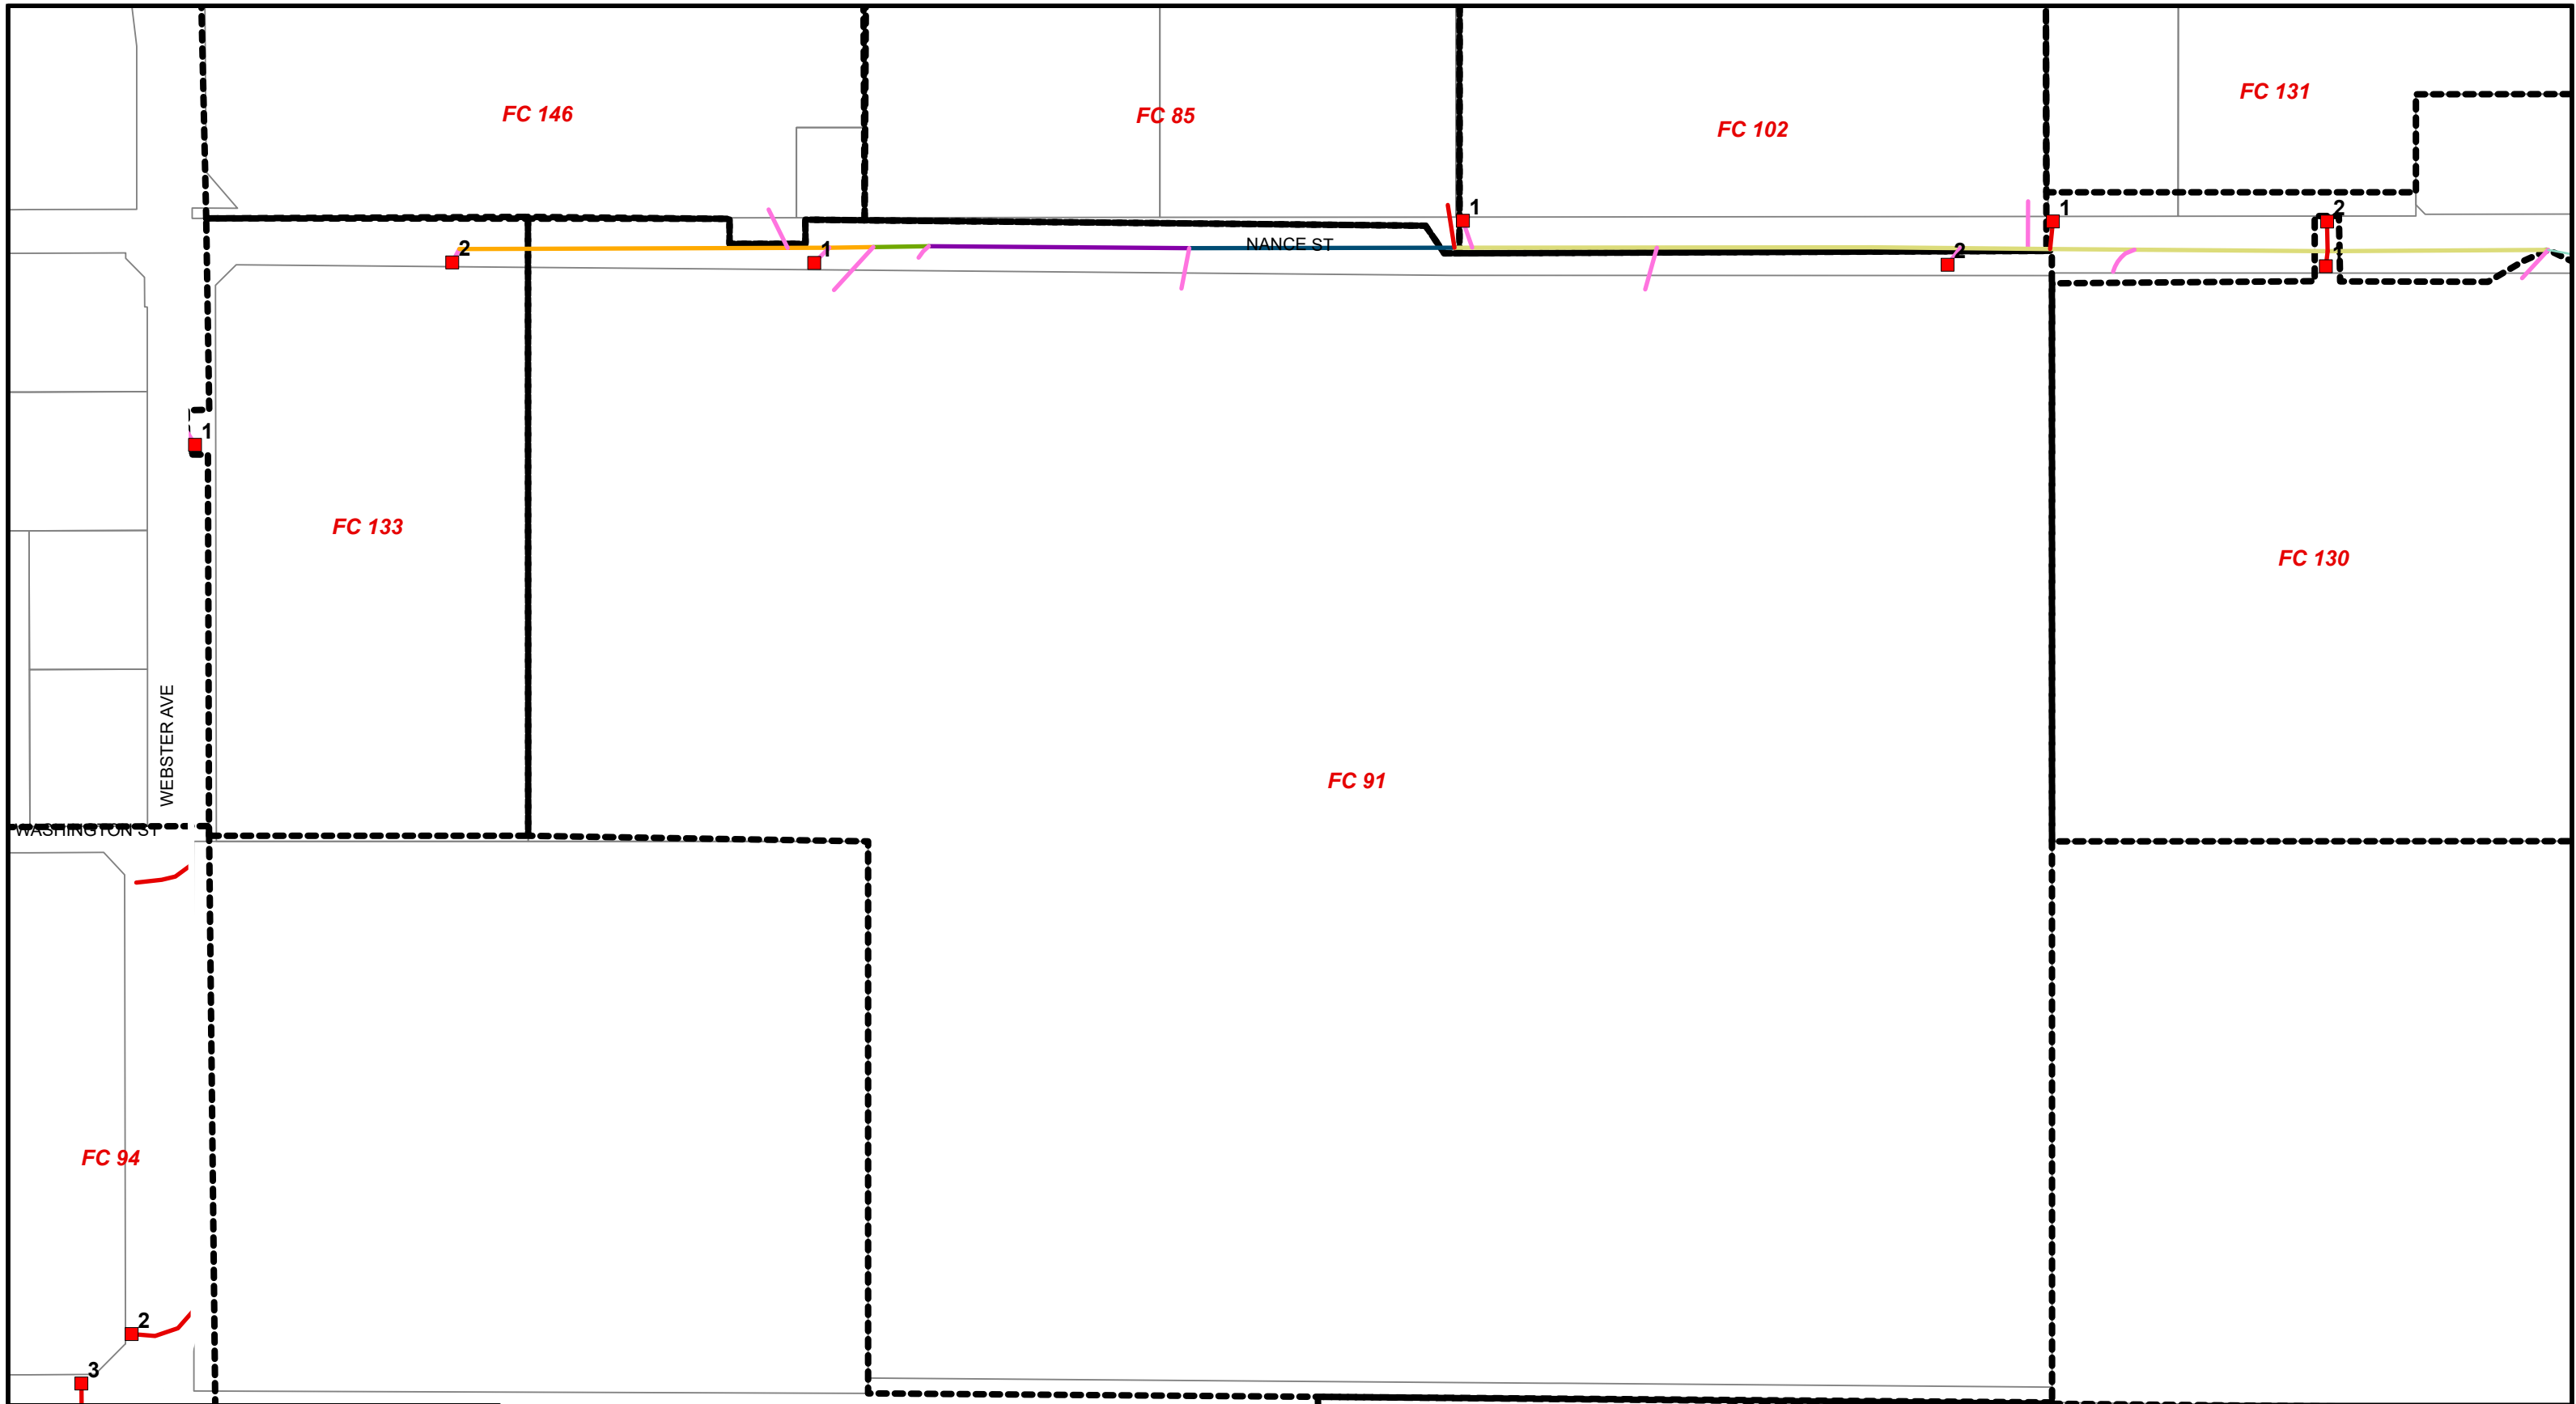 FC 131
FC 146
FC 85
FC 102
1
1
2
NANCE ST
2
1
2
1
1
FC 133
FC 130
WEBSTER AVE
FC 91
WASHINGTON ST
FC 94
2
3